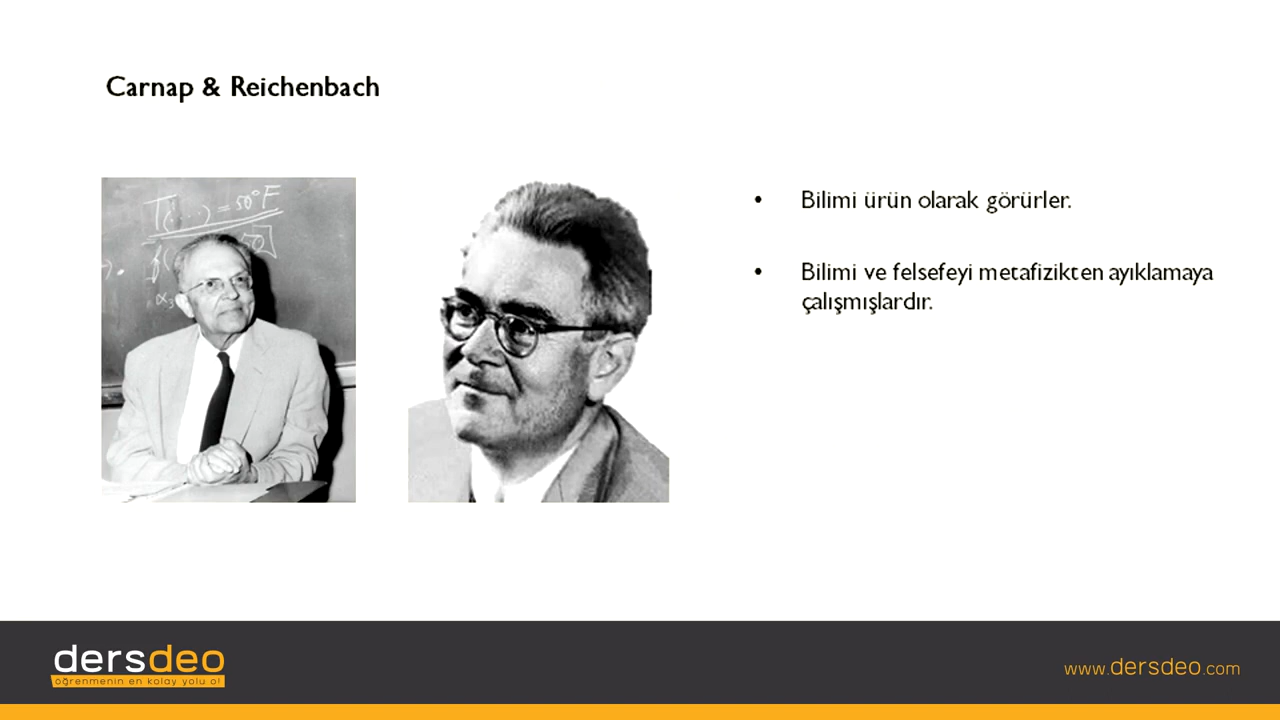 Carnap & Reichenbach
T(...) = 50°F
• Bilimi ürün olarak görürler.
• Bilimi ve felsefeyi metafizikten ayıklamaya
çalışmışlardır.
dersdeo
öğrenmenin en kolay yolu o!
www.dersdeo.com